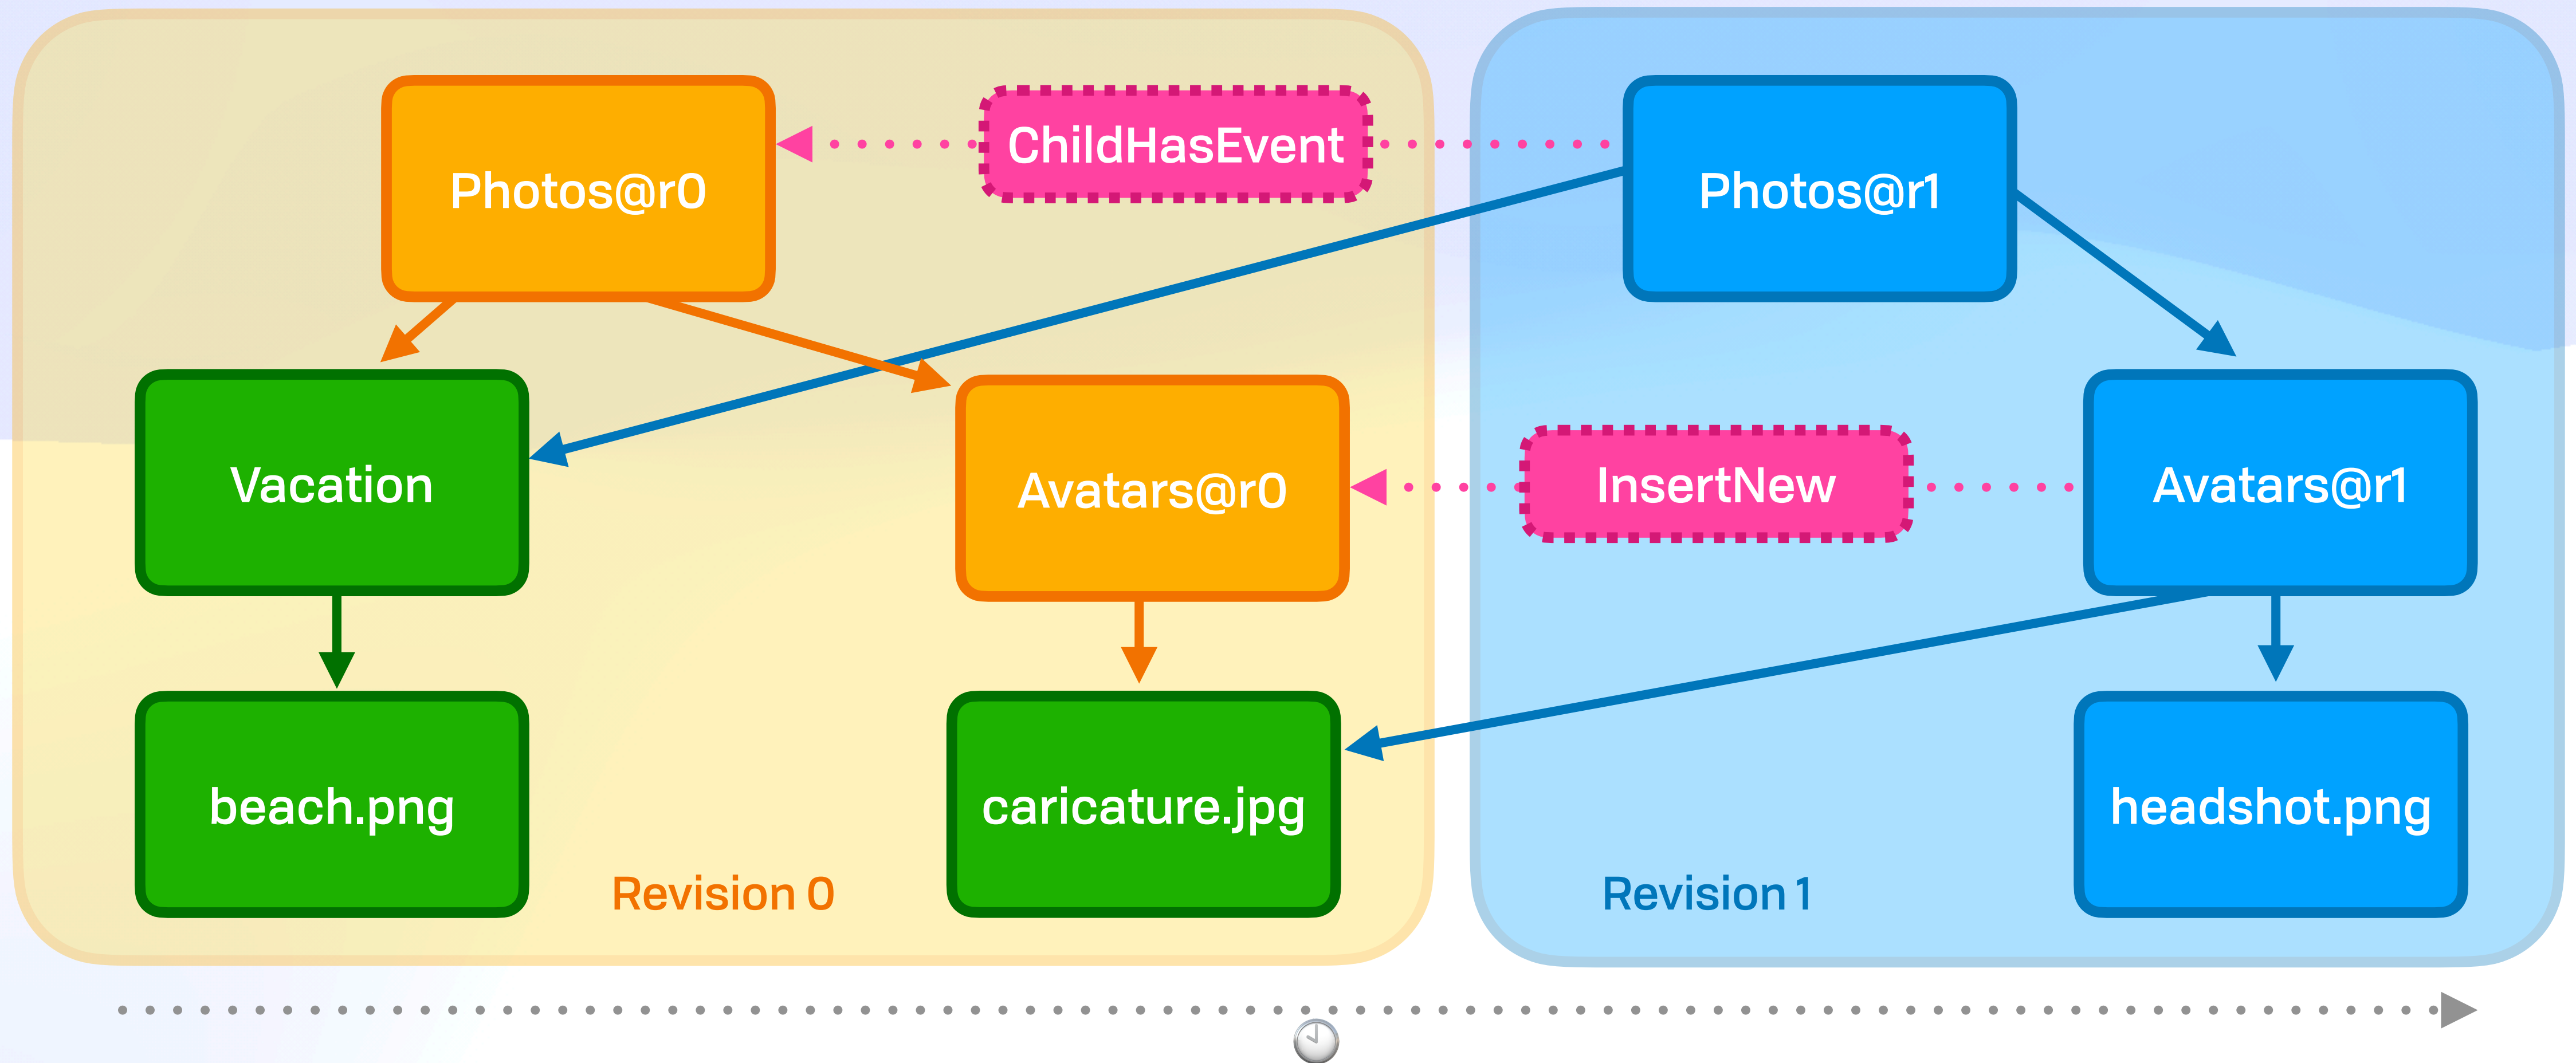 Photos@r0
ChildHasEvent
Photos@r1
Vacation
Avatars@r0
InsertNew
Avatars@r1
beach.png
caricature.jpg
headshot.png
Revision 0
Revision 1